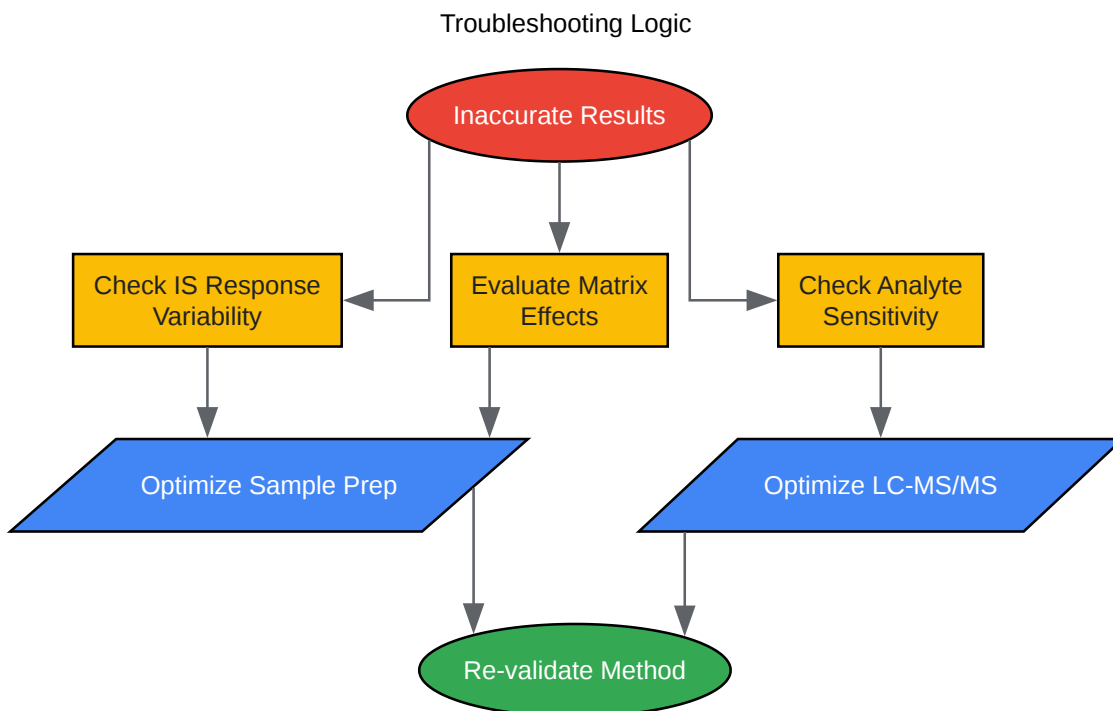 Troubleshooting Logic
Inaccurate Results
Check IS Response
Variability
Evaluate Matrix
Effects
Check Analyte
Sensitivity
Optimize Sample Prep
Optimize LC-MS/MS
Re-validate Method